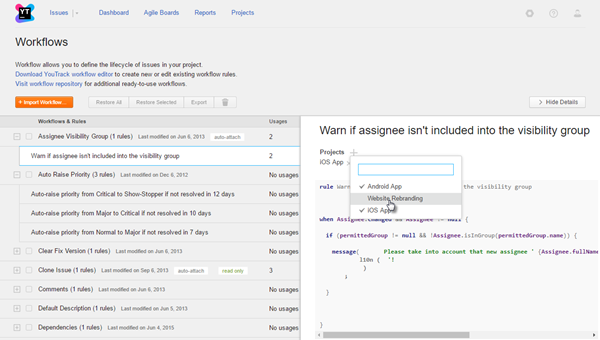 YT
Issues
Dashboard
Agile Boards
Reports
Projects
Workflows
Workflow allows you to define the lifecycle of issues in your project.
Download YouTrack workflow editor to create new or edit existing workflow rules.
Visit workflow repository for additional ready-to-use workflows.
+ Import Workflow...
Restore All
Restore Selected
Export
> Hide Details
Workflows & Rules
Usages
Assignee Visibility Group (1 rules) Last modified on Jun 6, 2013 auto-attach 2
Warn if assignee isn't included into the visibility group 2
Auto Raise Priority (3 rules) Last modified on Dec 6, 2012 No usages
Auto-raise priority from Critical to Show-Stopper if not resolved in 12 days No usages
Auto-raise priority from Major to Critical if not resolved in 10 days No usages
Auto-raise priority from Normal to Major if not resolved in 7 days No usages
Clear Fix Version (1 rules) Last modified on Jun 6, 2013 No usages
Clone Issue (1 rules) Last modified on Sep 6, 2013 auto-attach read only 3
Comments (1 rules) Last modified on Jun 6, 2013 No usages
Default Description (1 rules) Last modified on Jun 5, 2013 No usages
Dependencies (1 rules) Last modified on Jun 4, 2015 No usages
Warn if assignee isn't included into the visibility group
Projects
iOS App
Android App
Website Rebranding
iOS App
rule W the visibility group
when Assignee.changed && Assignee != null {
if (permittedGroup != null && !Assignee.isInGroup(permittedGroup.name)) {
message( Please take into account that new assignee ' {Assignee.fullName
l10n ( '!
}
;
}
}